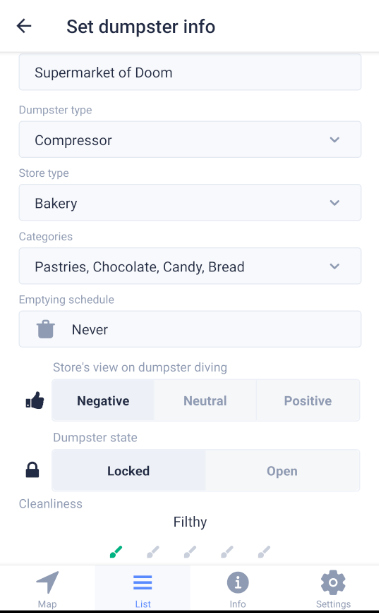 Set dumpster info
Supermarket of Doom
Dumpster type
Compressor
Store type
Bakery
Categories
Pastries, Chocolate, Candy, Bread
Emptying schedule
Never
Store's view on dumpster diving
Negative Neutral Positive
Dumpster state
Locked Open
Cleanliness
Filthy
Map List Info Settings